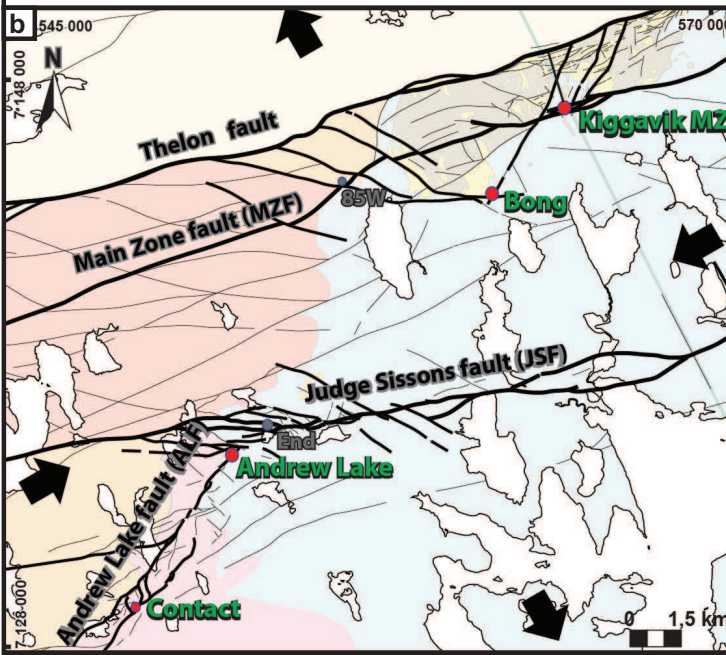 b
545 000
570 000
7·148 000
N
Thelon fault
Kiggavik MZ
85W
Bong
Main Zone fault (MZF)
Judge Sissons fault (JSF)
End
Andrew Lake
Andrew Lake fault (ALF)
Contact
7·128·000
0 1.5 km